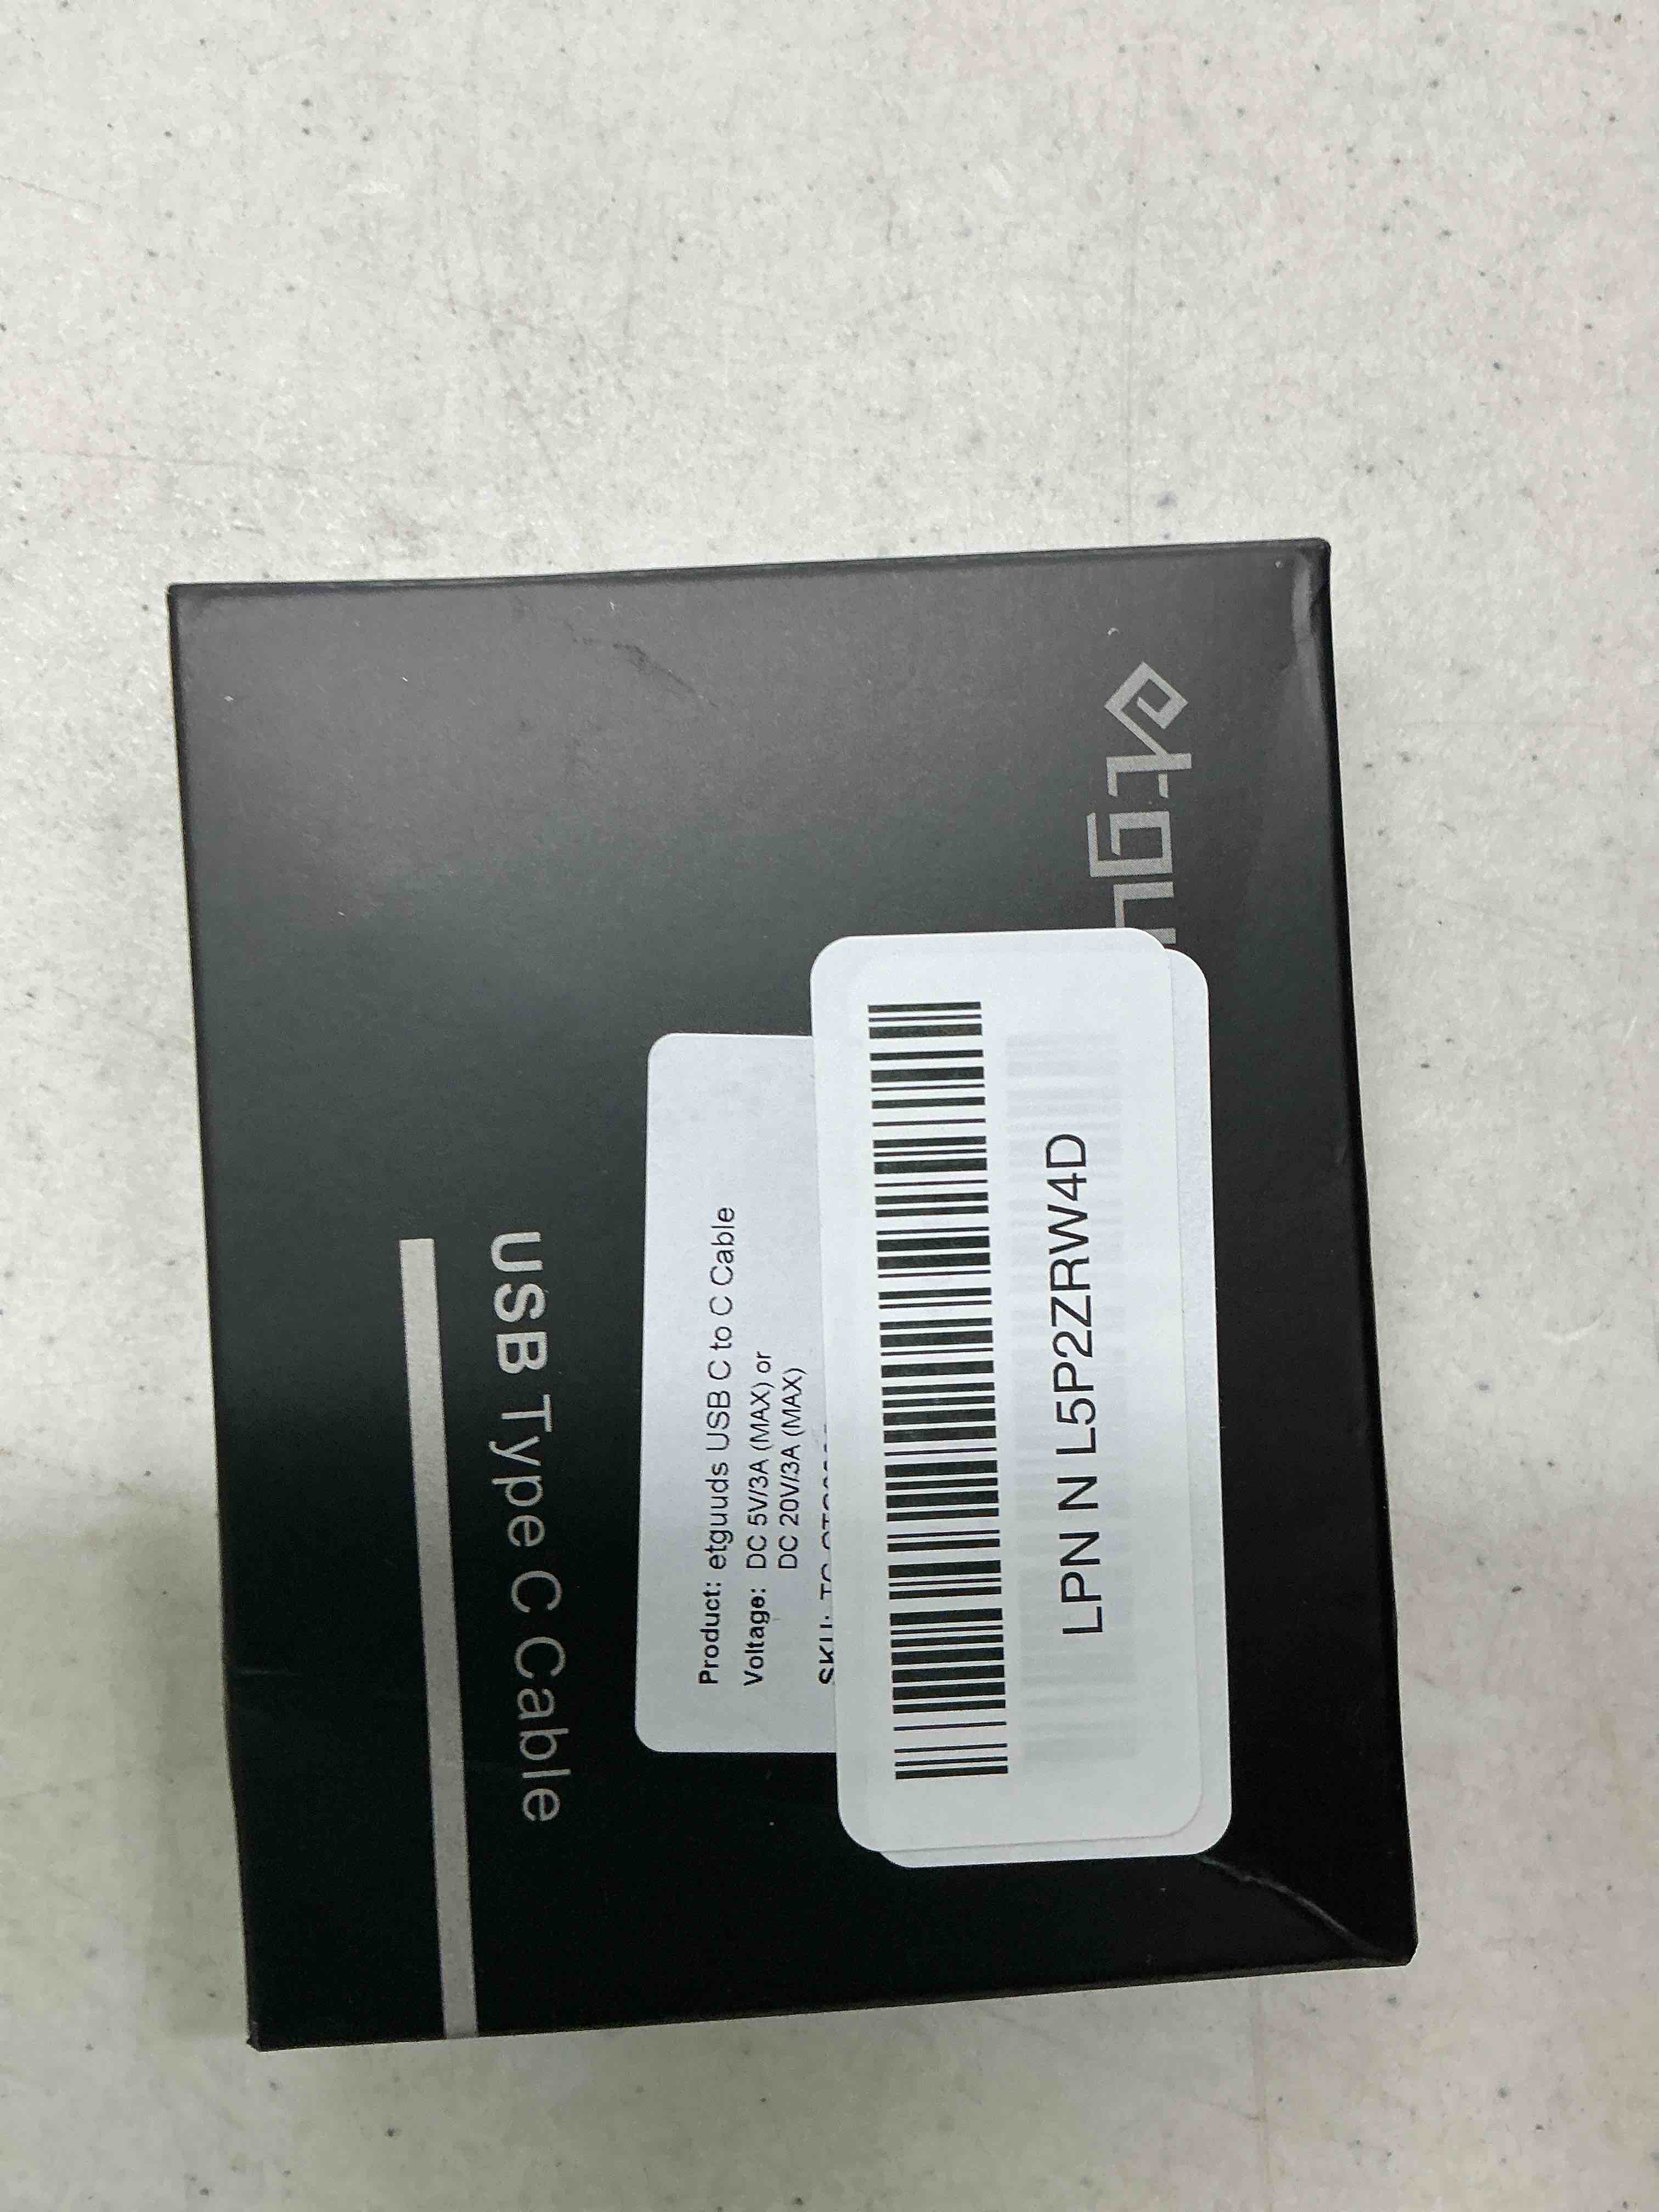 USB Type C Cable
Product: etguuds USB C to C Cable
Voltage: DC 5V/3A (MAX) or
DC 20V/3A (MAX)
SKU:
LPN N L5P2ZRW4D